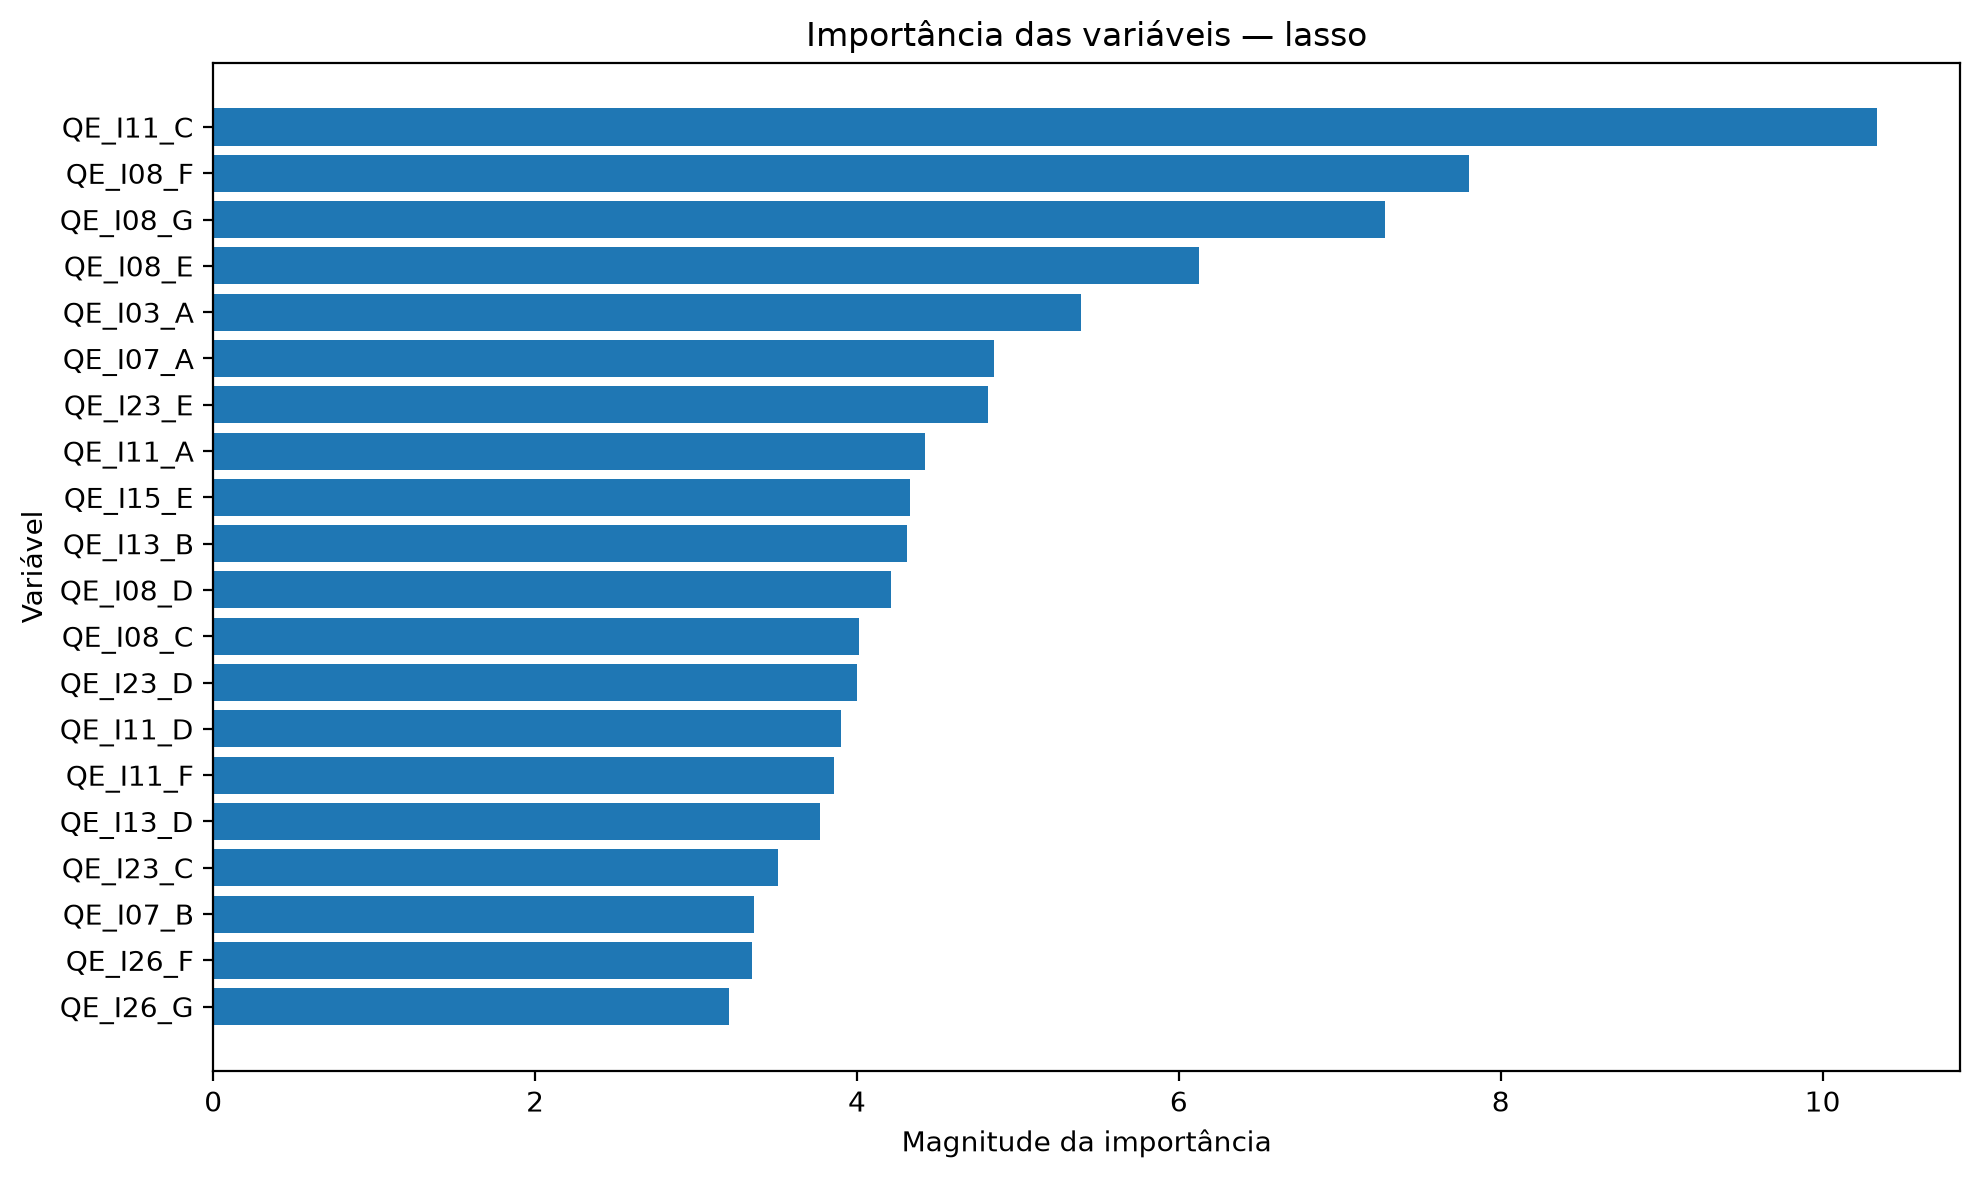 Importância das variáveis — lasso
Variável
QE_I11_C
QE_I08_F
QE_I08_G
QE_I08_E
QE_I03_A
QE_I07_A
QE_I23_E
QE_I11_A
QE_I15_E
QE_I13_B
QE_I08_D
QE_I08_C
QE_I23_D
QE_I11_D
QE_I11_F
QE_I13_D
QE_I23_C
QE_I07_B
QE_I26_F
QE_I26_G
0 2 4 6 8 10
Magnitude da importância